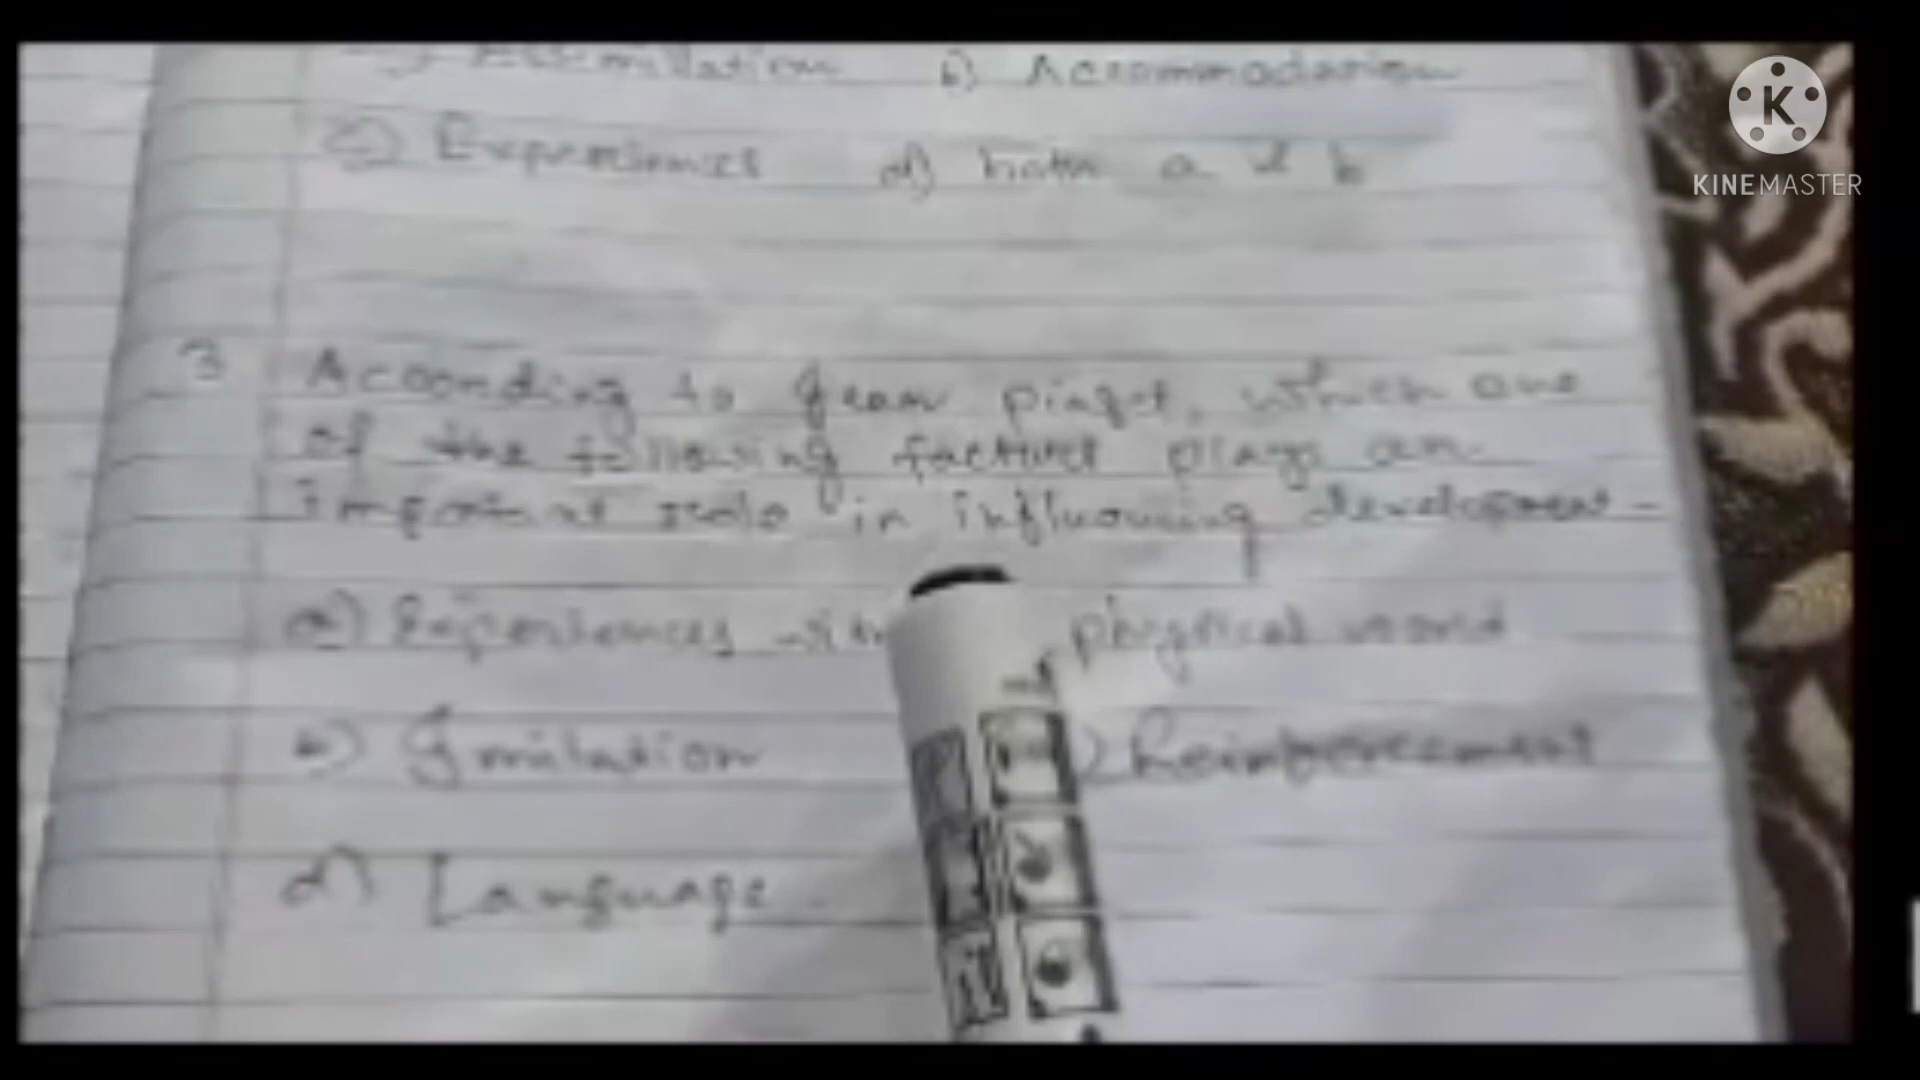 b) Accommodation
c) Experiences d) both a & b
3 According to Jean piaget, which one
of the following factors plays an
important role in influencing development -
a) Experiences physical world
b) Imitation ) Reinforcement
d) Language
KINEMASTER